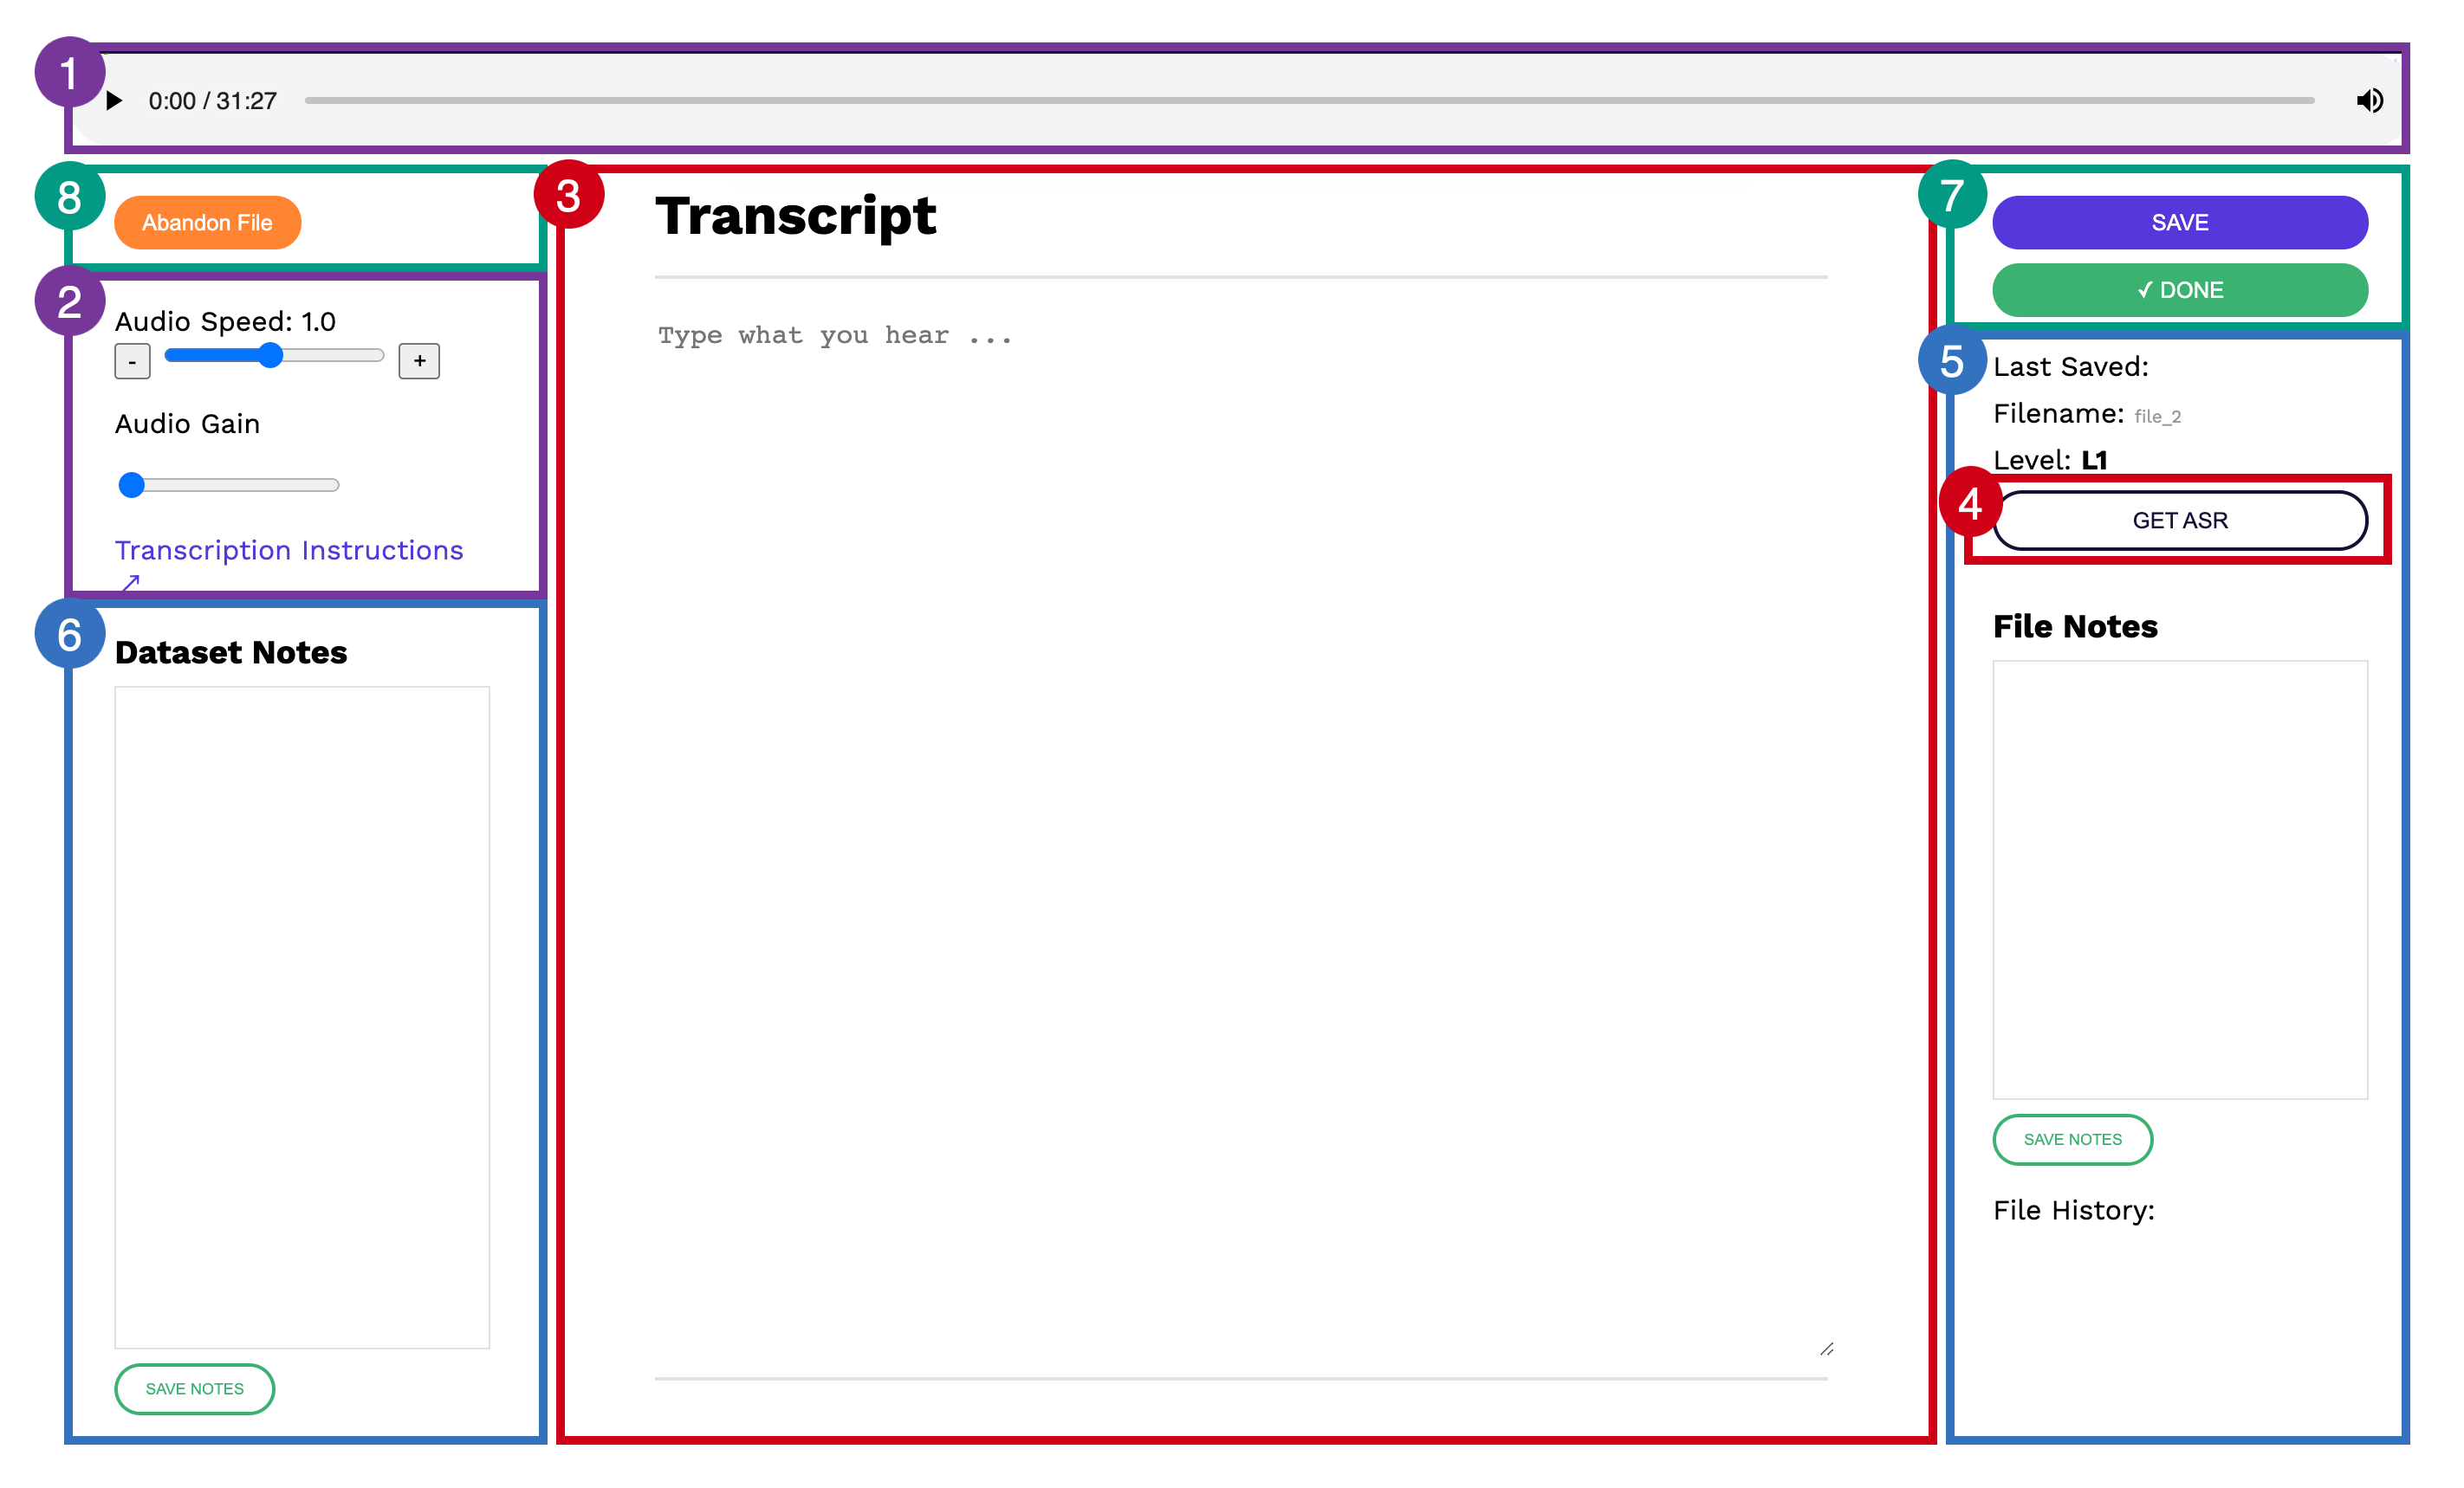 1
0:00 / 31:27
8
Abandon File
2
Audio Speed: 1.0
-
+
Audio Gain
Transcription Instructions
↗
6
Dataset Notes
SAVE NOTES
3
Transcript
Type what you hear ...
7
SAVE
✓ DONE
5
Last Saved:
Filename: file_2
Level: L1
4
GET ASR
File Notes
SAVE NOTES
File History: